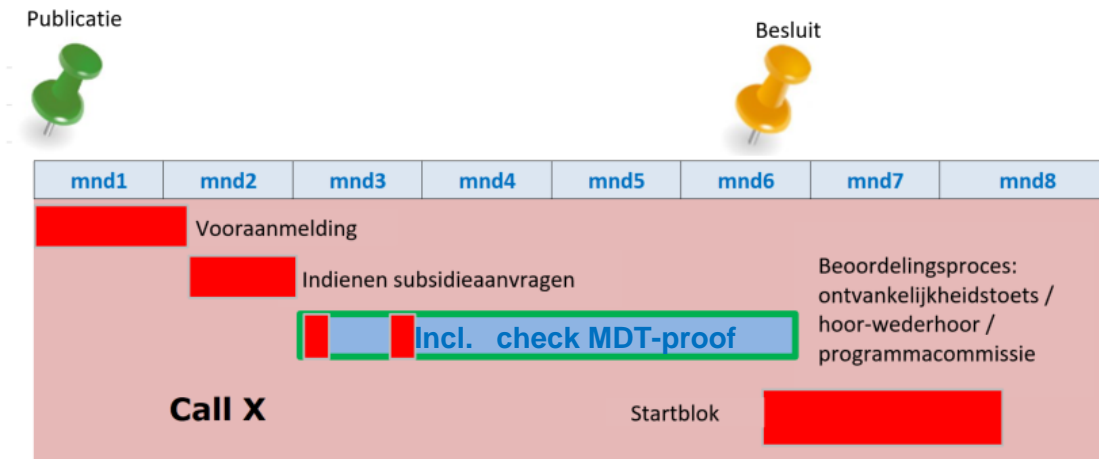 Publicatie
Besluit
mnd1 mnd2 mnd3 mnd4 mnd5 mnd6 mnd7 mnd8
Vooraanmelding
Indienen subsidieaanvragen
Beoordelingsproces:
ontvankelijkheidstoets /
hoor-wederhoor /
programmacommissie
Incl. check MDT-proof
Call X
Startblok